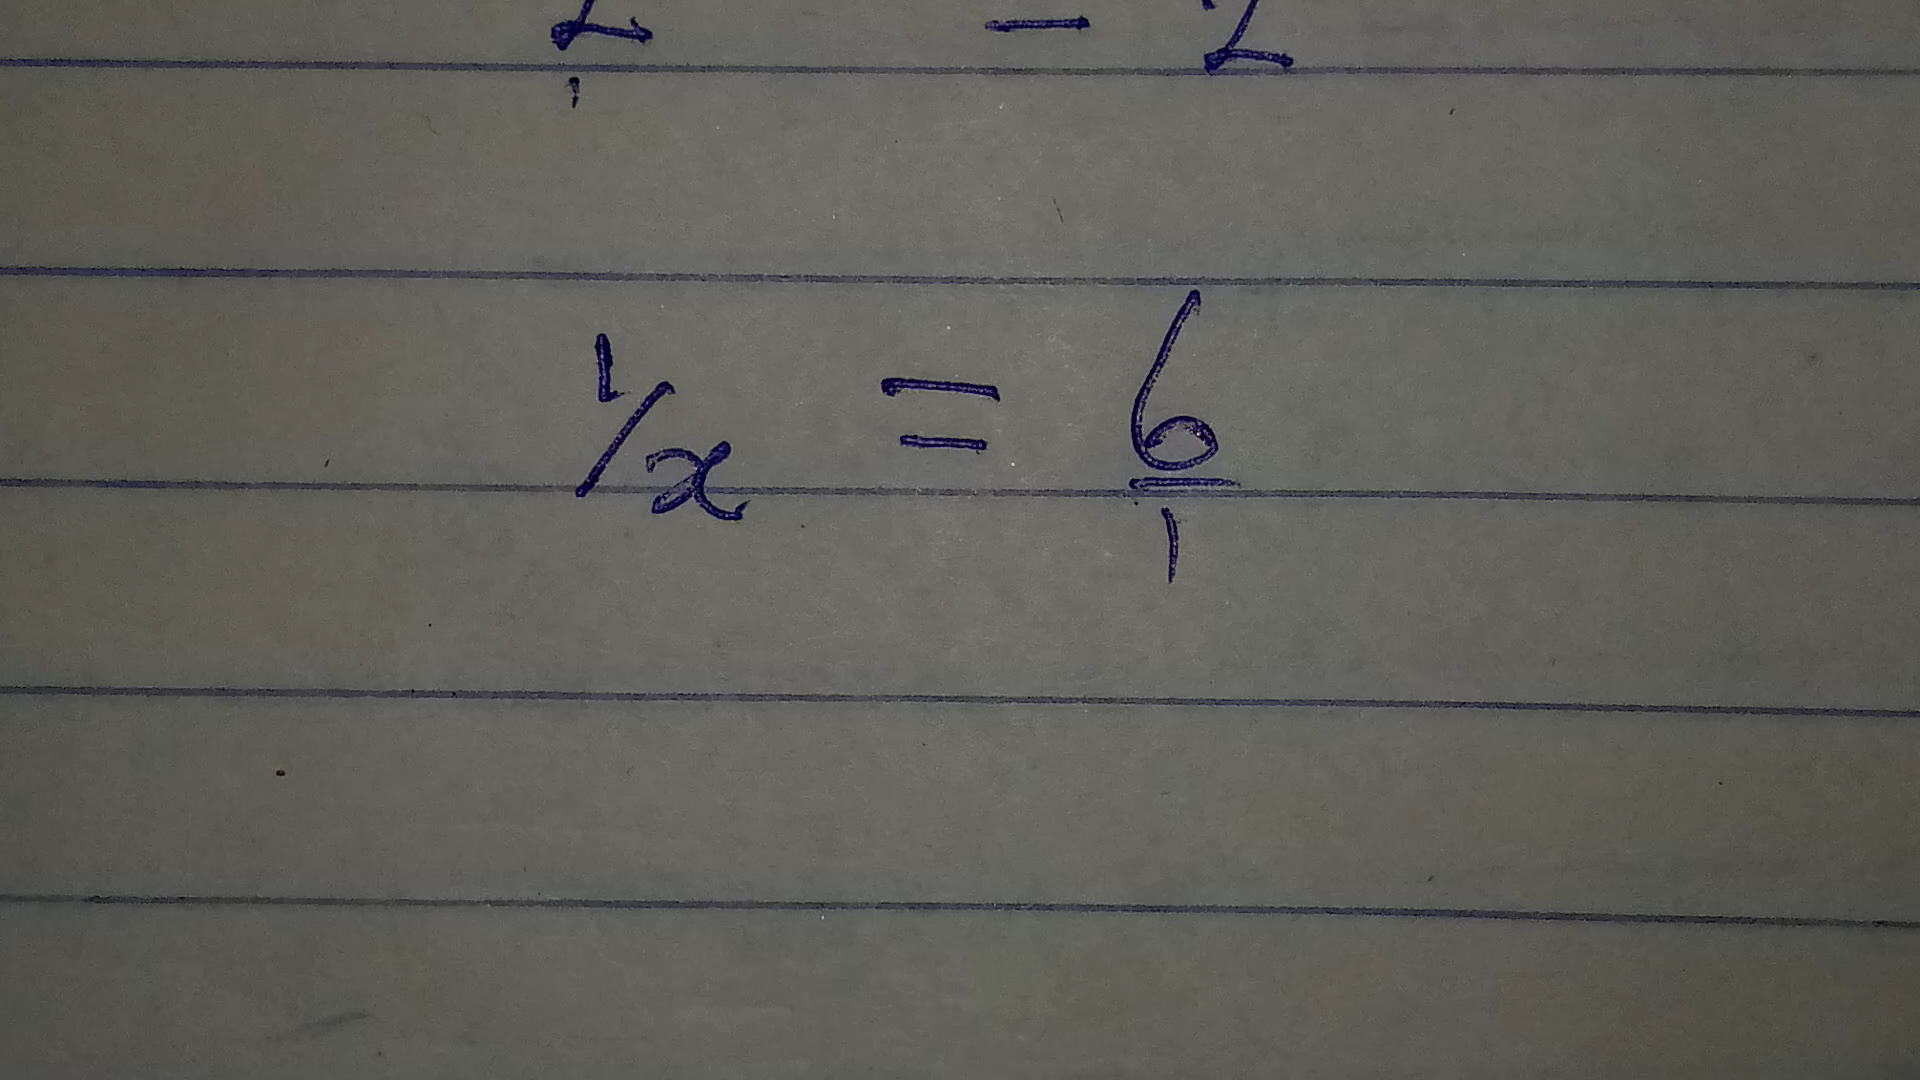 1/x = 6/1